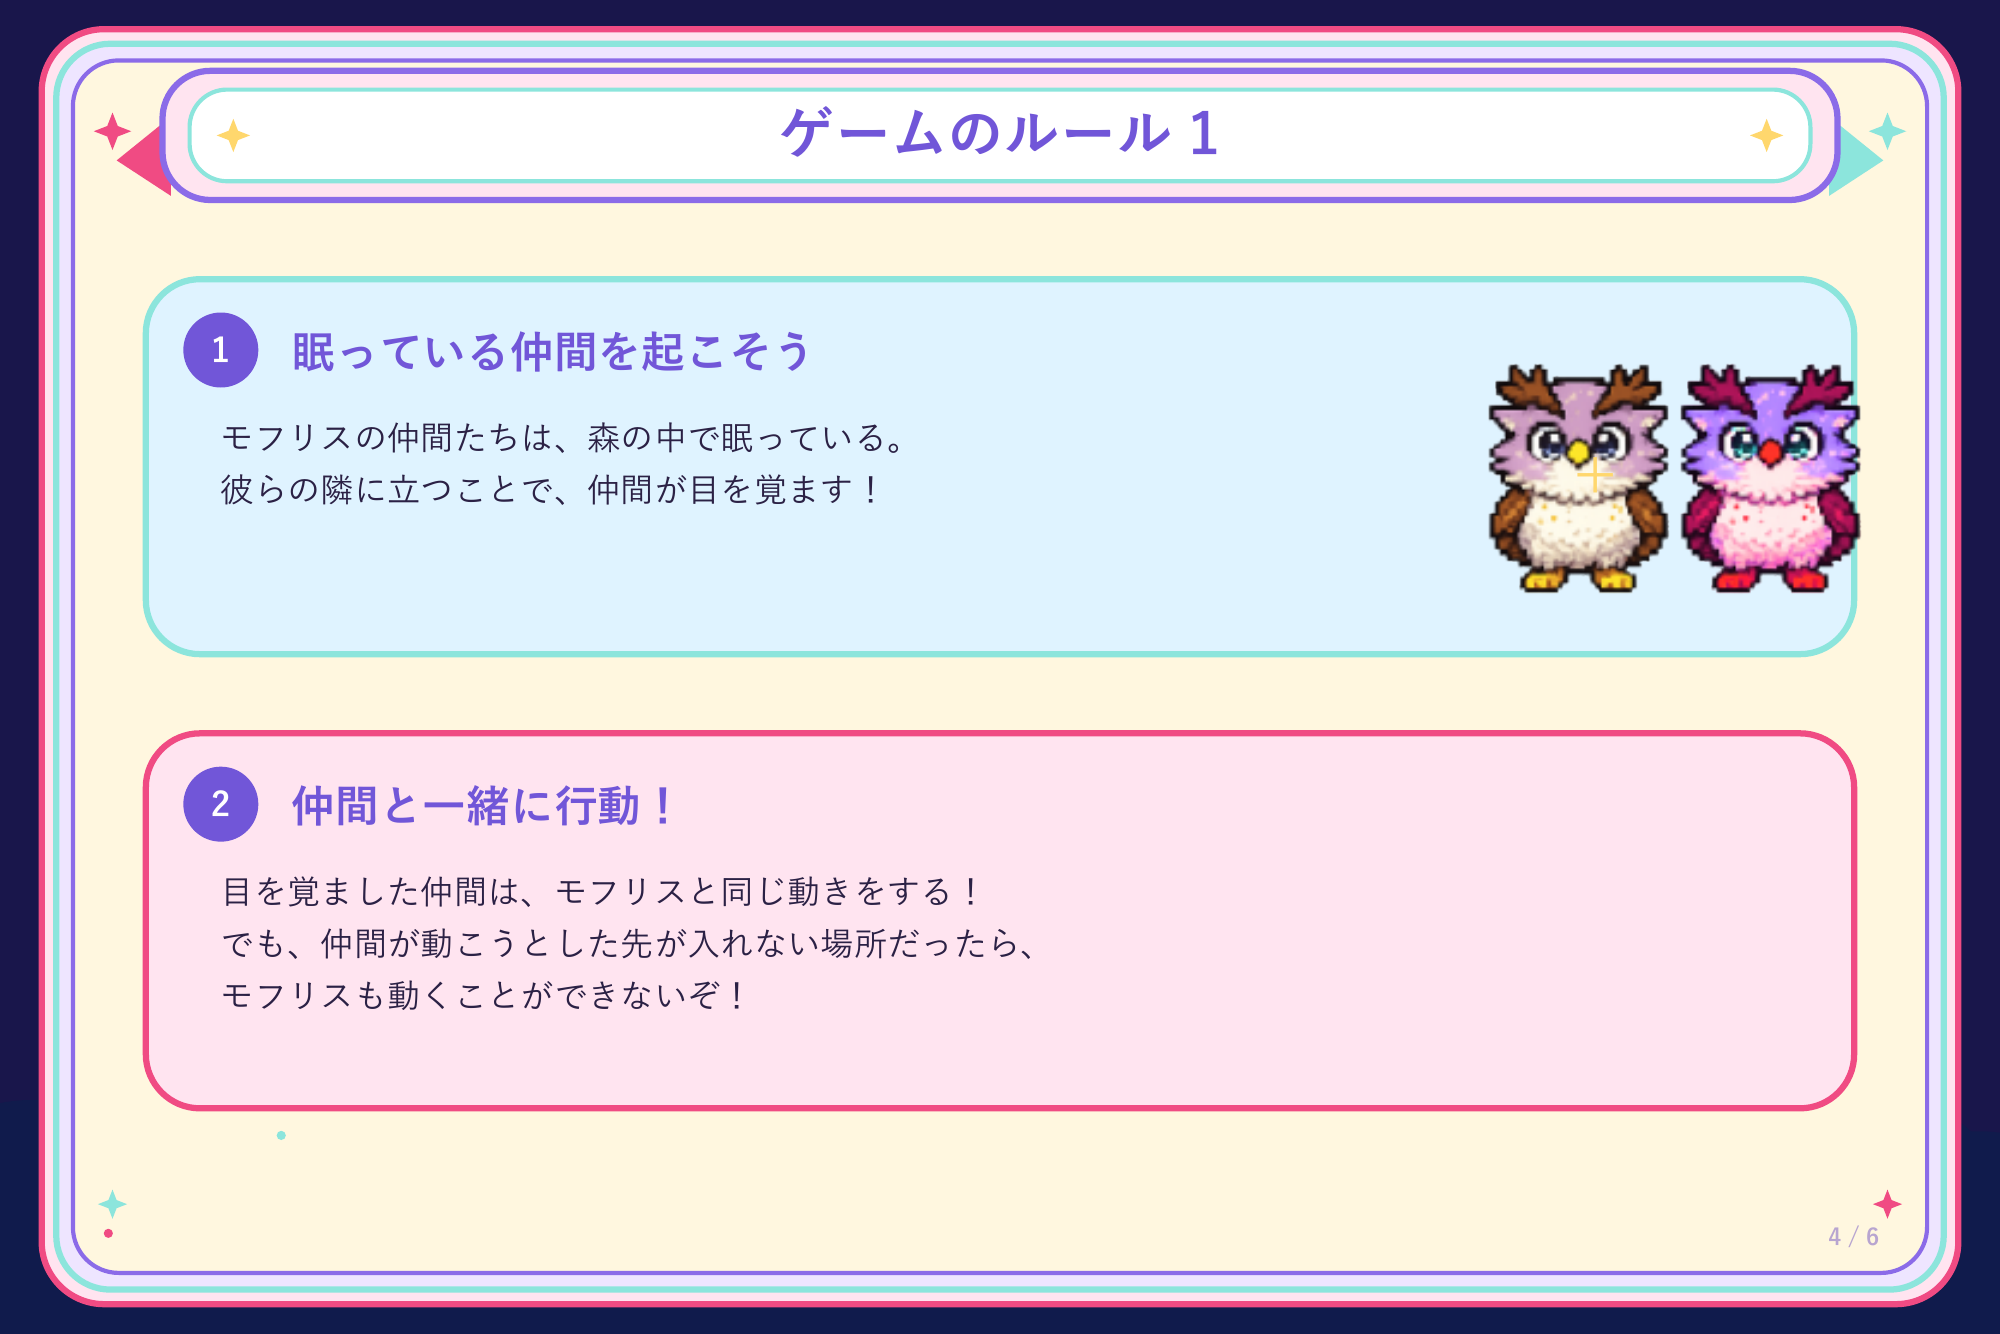 ゲームのルール 1
1 眠っている仲間を起こそう
モフリスの仲間たちは、森の中で眠っている。
彼らの隣に立つことで、仲間が目を覚ます！
2 仲間と一緒に行動！
目を覚ました仲間は、モフリスと同じ動きをする！
でも、仲間が動こうとした先が入れない場所だったら、
モフリスも動くことができないぞ！
4 / 6